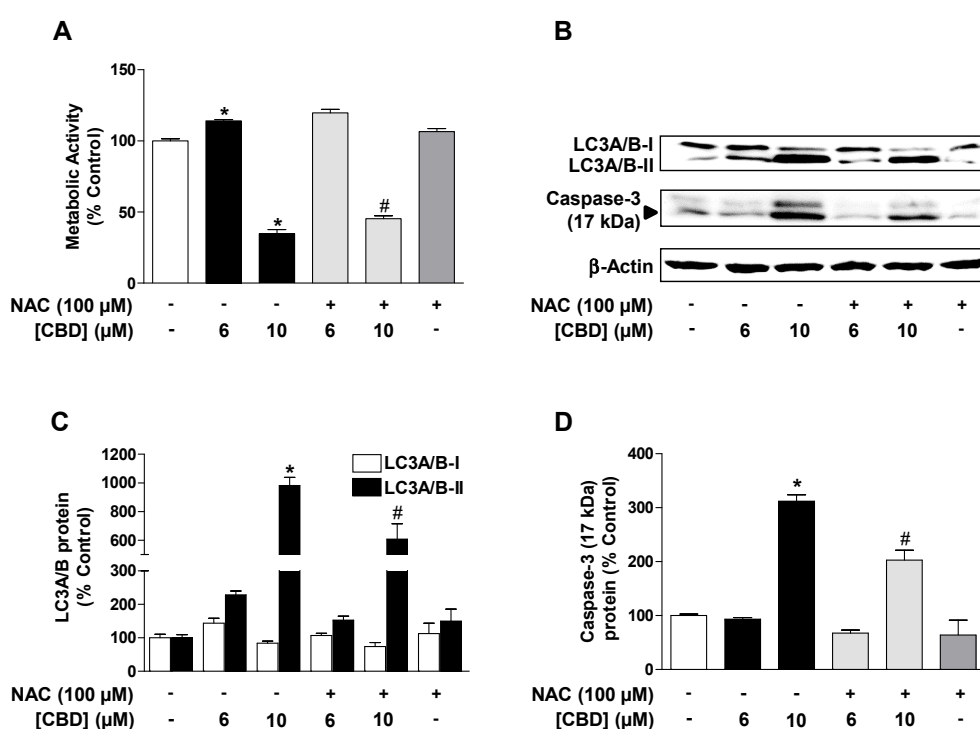 A
Metabolic Activity
(% Control)
150
100
50
0
*
*
#
NAC (100 µM) - - - + + +
[CBD] (µM) - 6 10 6 10 -
B
LC3A/B-I
LC3A/B-II
Caspase-3
(17 kDa)
β-Actin
NAC (100 µM) - - - + + +
[CBD] (µM) - 6 10 6 10 -
C
LC3A/B protein
(% Control)
1200
1000
800
600
300
200
100
0
*
#
LC3A/B-I
LC3A/B-II
NAC (100 µM) - - - + + +
[CBD] (µM) - 6 10 6 10 -
D
Caspase-3 (17 kDa)
protein (% Control)
400
300
200
100
0
*
#
NAC (100 µM) - - - + + +
[CBD] (µM) - 6 10 6 10 -